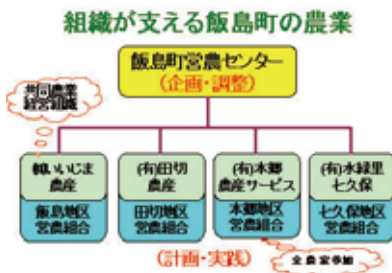 組織が支える飯島町の農業
飯島町営農センター
(企画・調整)
共同農業
経営組織
㈱いいじま
農産
(有)田切
農産
(有)本郷
農産サービス
(有)水緑里
七久保
飯島地区
営農組合
田切地区
営農組合
本郷地区
営農組合
七久保地区
営農組合
(計画・実践)
全農家参加